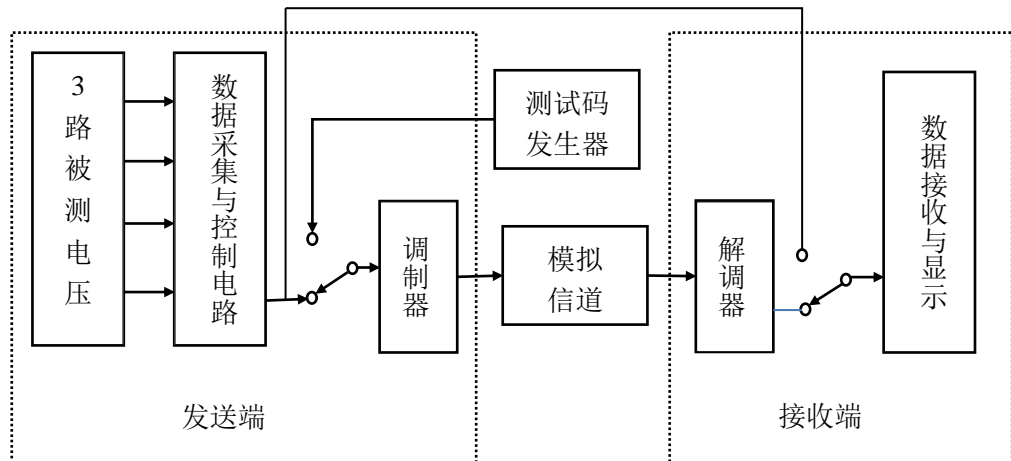 3路被测电压
数据采集与控制电路
测试码
发生器
调制器
模拟
信道
解调器
数据接收与显示
发送端
接收端